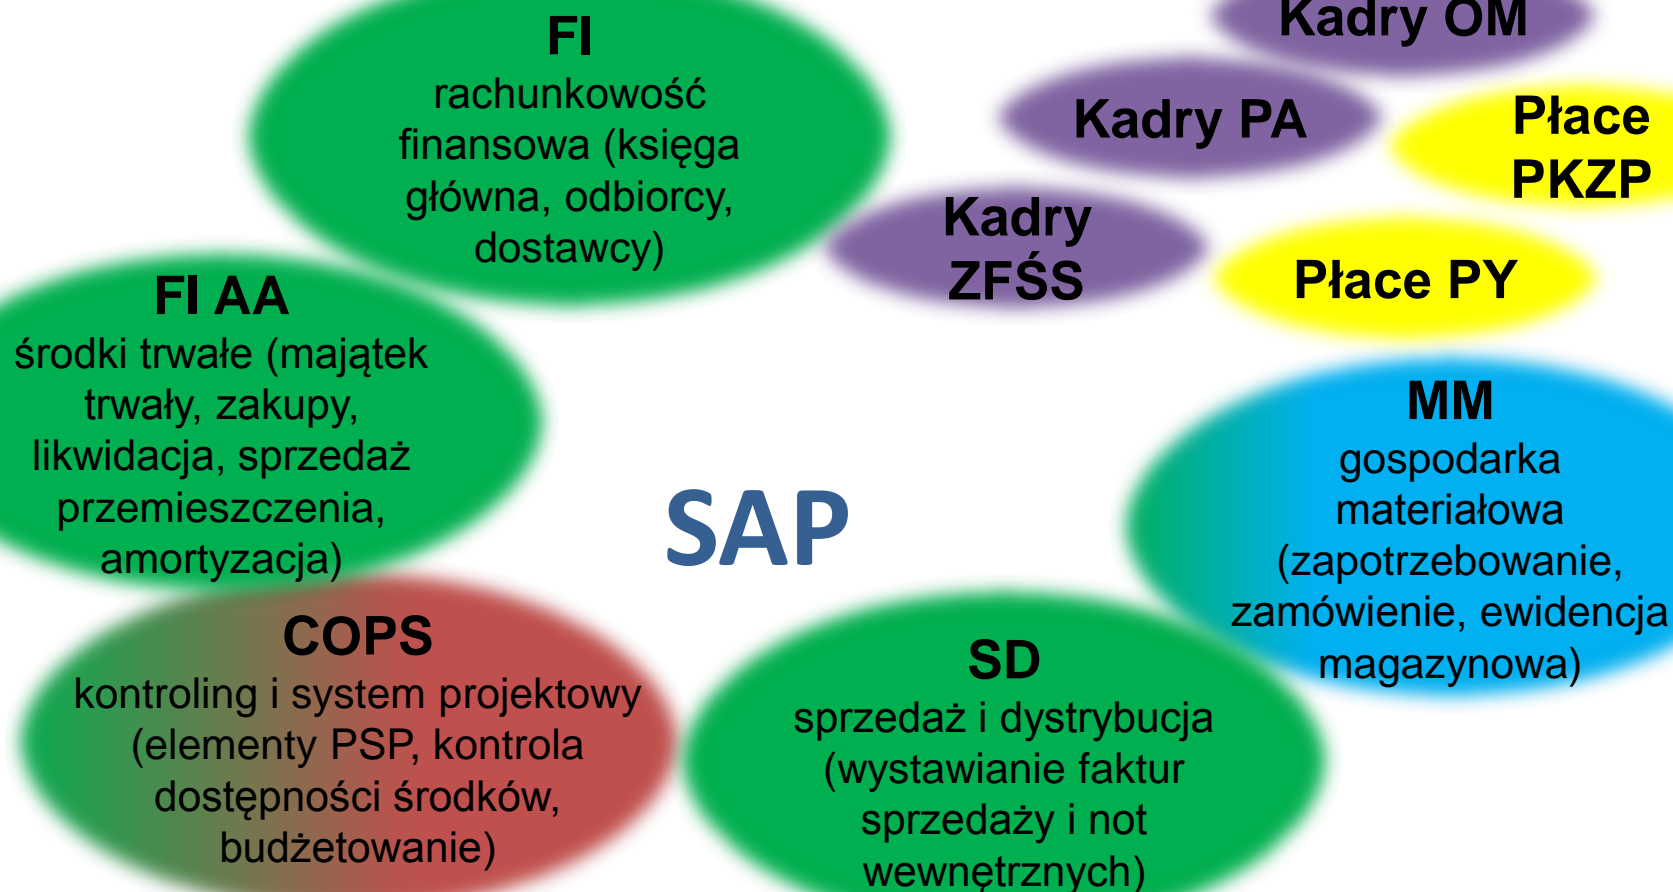 FI
rachunkowość
finansowa (księga
główna, odbiorcy,
dostawcy)
Kadry OM
Kadry PA
Płace
PKZP
Kadry
ZFŚS
Płace PY
FI AA
środki trwałe (majątek
trwały, zakupy,
likwidacja, sprzedaż
przemieszczenia,
amortyzacja)
MM
gospodarka
materiałowa
(zapotrzebowanie,
zamówienie, ewidencja
magazynowa)
SAP
COPS
kontroling i system projektowy
(elementy PSP, kontrola
dostępności środków,
budżetowanie)
SD
sprzedaż i dystrybucja
(wystawianie faktur
sprzedaży i not
wewnętrznych)